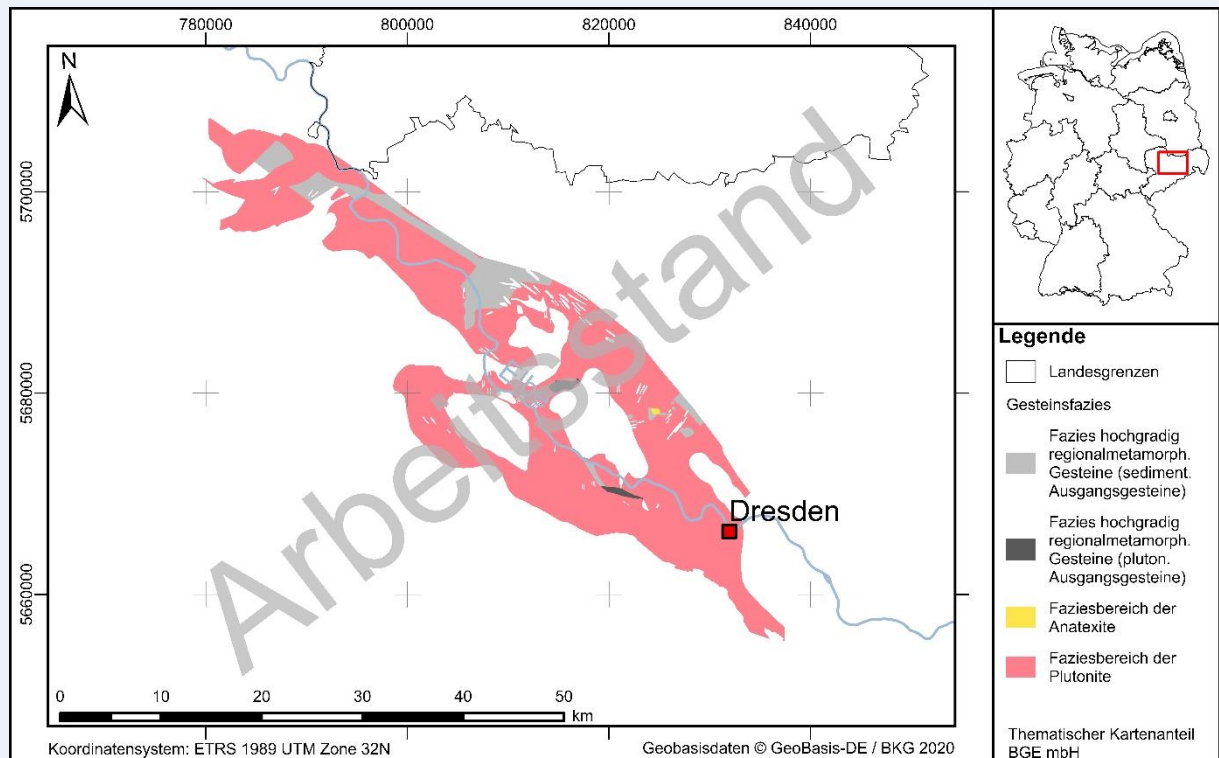 780000
800000
820000
840000
N
5700000
5680000
5660000
Arbeitsstand
Dresden
0
10
20
30
40
50
km
Koordinatensystem: ETRS 1989 UTM Zone 32N
Geobasisdaten © GeoBasis-DE / BKG 2020
Legende
Landesgrenzen
Gesteinsfazies
Fazies hochgradig
regionalmetamorph.
Gesteine (sediment.
Ausgangsgesteine)
Fazies hochgradig
regionalmetamorph.
Gesteine (pluton.
Ausgangsgesteine)
Faziesbereich der
Anatexite
Faziesbereich der
Plutonite
Thematischer Kartenanteil
BGE mbH